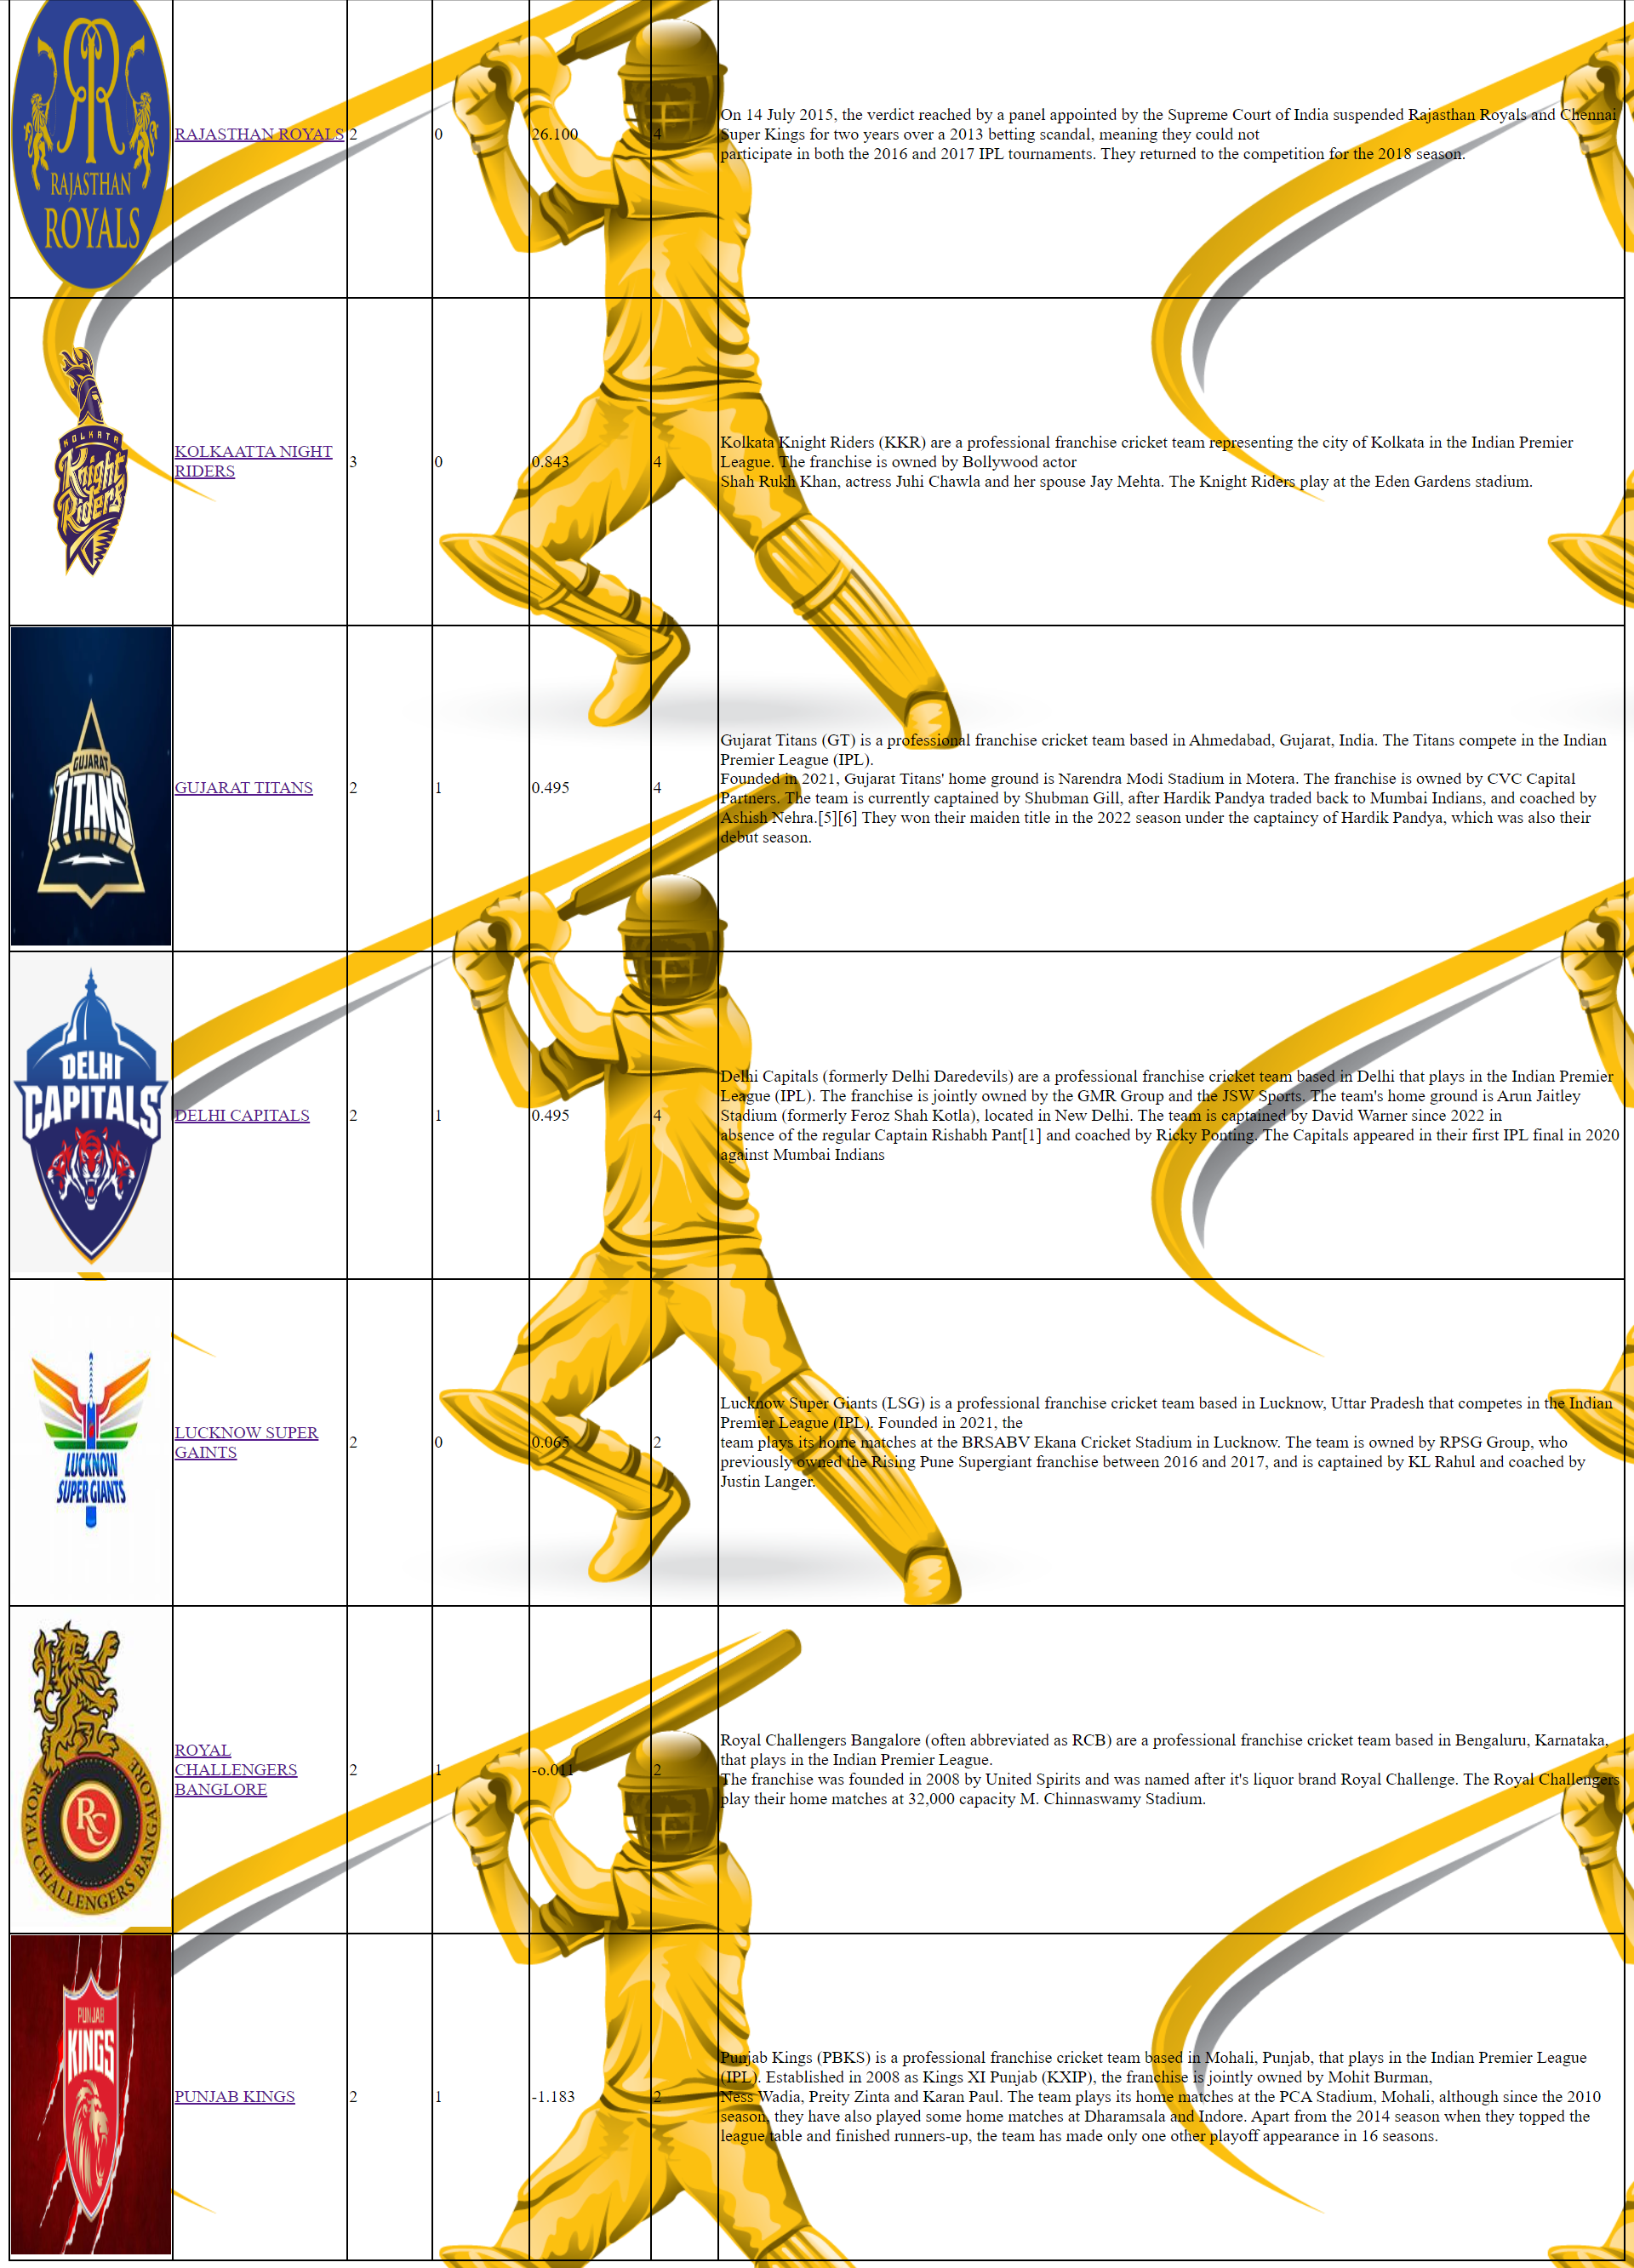 RAJASTHAN
ROYALS
RAJASTHAN ROYALS 2 0 26.100 4
On 14 July 2015, the verdict reached by a panel appointed by the Supreme Court of India suspended Rajasthan Royals and Chennai
Super Kings for two years over a 2013 betting scandal, meaning they could not
participate in both the 2016 and 2017 IPL tournaments. They returned to the competition for the 2018 season.
KOLKATA
Knight
Riders
KOLKAATTA NIGHT
RIDERS
3 0 0.843 4
Kolkata Knight Riders (KKR) are a professional franchise cricket team representing the city of Kolkata in the Indian Premier
League. The franchise is owned by Bollywood actor
Shah Rukh Khan, actress Juhi Chawla and her spouse Jay Mehta. The Knight Riders play at the Eden Gardens stadium.
GUJARAT
TITANS
GUJARAT TITANS 2 1 0.495 4
Gujarat Titans (GT) is a professional franchise cricket team based in Ahmedabad, Gujarat, India. The Titans compete in the Indian
Premier League (IPL).
Founded in 2021, Gujarat Titans' home ground is Narendra Modi Stadium in Motera. The franchise is owned by CVC Capital
Partners. The team is currently captained by Shubman Gill, after Hardik Pandya traded back to Mumbai Indians, and coached by
Ashish Nehra.[5][6] They won their maiden title in the 2022 season under the captaincy of Hardik Pandya, which was also their
debut season.
DELHI
CAPITALS
DELHI CAPITALS 2 1 0.495 4
Delhi Capitals (formerly Delhi Daredevils) are a professional franchise cricket team based in Delhi that plays in the Indian Premier
League (IPL). The franchise is jointly owned by the GMR Group and the JSW Sports. The team's home ground is Arun Jaitley
Stadium (formerly Feroz Shah Kotla), located in New Delhi. The team is captained by David Warner since 2022 in
absence of the regular Captain Rishabh Pant[1] and coached by Ricky Ponting. The Capitals appeared in their first IPL final in 2020
against Mumbai Indians
LUCKNOW
SUPER GIANTS
LUCKNOW SUPER
GAINTS
2 0 0.065 2
Lucknow Super Giants (LSG) is a professional franchise cricket team based in Lucknow, Uttar Pradesh that competes in the Indian
Premier League (IPL). Founded in 2021, the
team plays its home matches at the BRSABV Ekana Cricket Stadium in Lucknow. The team is owned by RPSG Group, who
previously owned the Rising Pune Supergiant franchise between 2016 and 2017, and is captained by KL Rahul and coached by
Justin Langer.
RC
ROYAL CHALLENGERS BANGALORE
ROYAL
CHALLENGERS
BANGLORE
2 1 -o.011 2
Royal Challengers Bangalore (often abbreviated as RCB) are a professional franchise cricket team based in Bengaluru, Karnataka,
that plays in the Indian Premier League.
The franchise was founded in 2008 by United Spirits and was named after it's liquor brand Royal Challenge. The Royal Challengers
play their home matches at 32,000 capacity M. Chinnaswamy Stadium.
PUNJAB
KINGS
PUNJAB KINGS 2 1 -1.183 2
Punjab Kings (PBKS) is a professional franchise cricket team based in Mohali, Punjab, that plays in the Indian Premier League
(IPL). Established in 2008 as Kings XI Punjab (KXIP), the franchise is jointly owned by Mohit Burman,
Ness Wadia, Preity Zinta and Karan Paul. The team plays its home matches at the PCA Stadium, Mohali, although since the 2010
season, they have also played some home matches at Dharamsala and Indore. Apart from the 2014 season when they topped the
league table and finished runners-up, the team has made only one other playoff appearance in 16 seasons.